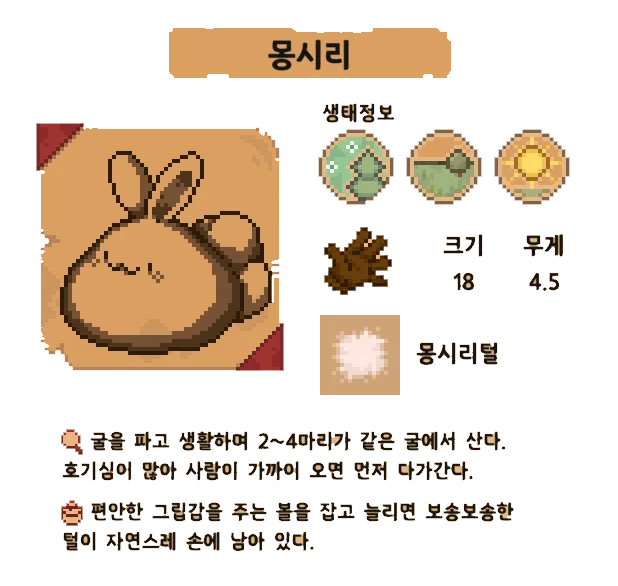 몽시리
생태정보
크기 무게
18 4.5
몽시리털
굴을 파고 생활하며 2~4마리가 같은 굴에서 산다.
호기심이 많아 사람이 가까이 오면 먼저 다가간다.
편안한 그립감을 주는 볼을 잡고 늘리면 보송보송한
털이 자연스레 손에 남아 있다.